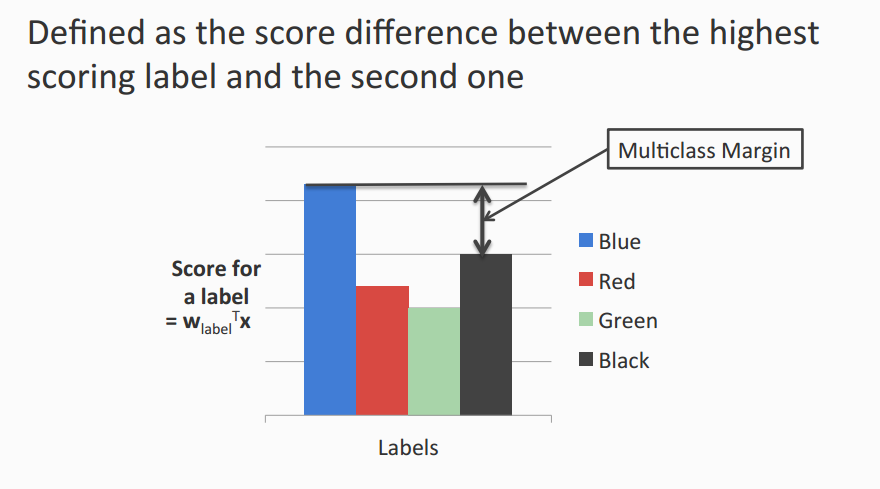 Defined as the score difference between the highest
scoring label and the second one
Multiclass Margin
Score for
a label
= w_label^T x
Blue
Red
Green
Black
Labels